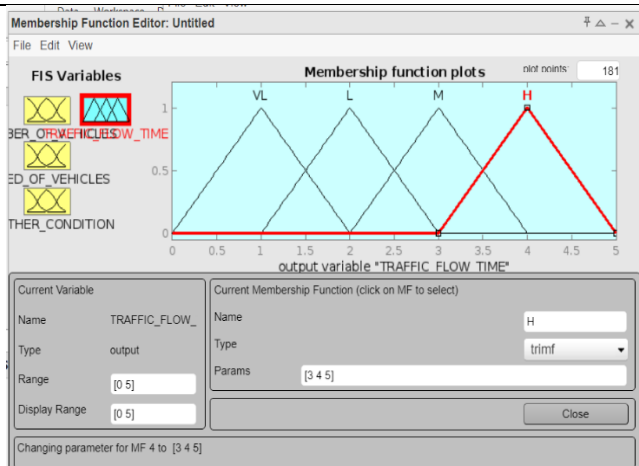 Membership Function Editor: Untitled
File Edit View
FIS Variables
Membership function plots
plot points:
181
VL
L
M
H
1
0.5
0
BER_OF_VEHICLES
TRAFFIC_FLOW_TIME
ED_OF_VEHICLES
THER_CONDITION
0 0.5 1 1.5 2 2.5 3 3.5 4 4.5 5
output variable "TRAFFIC FLOW TIME"
Current Variable
Name TRAFFIC_FLOW_
Type output
Range [0 5]
Display Range [0 5]
Current Membership Function (click on MF to select)
Name H
Type trimf
Params [3 4 5]
Close
Changing parameter for MF 4 to [3 4 5]